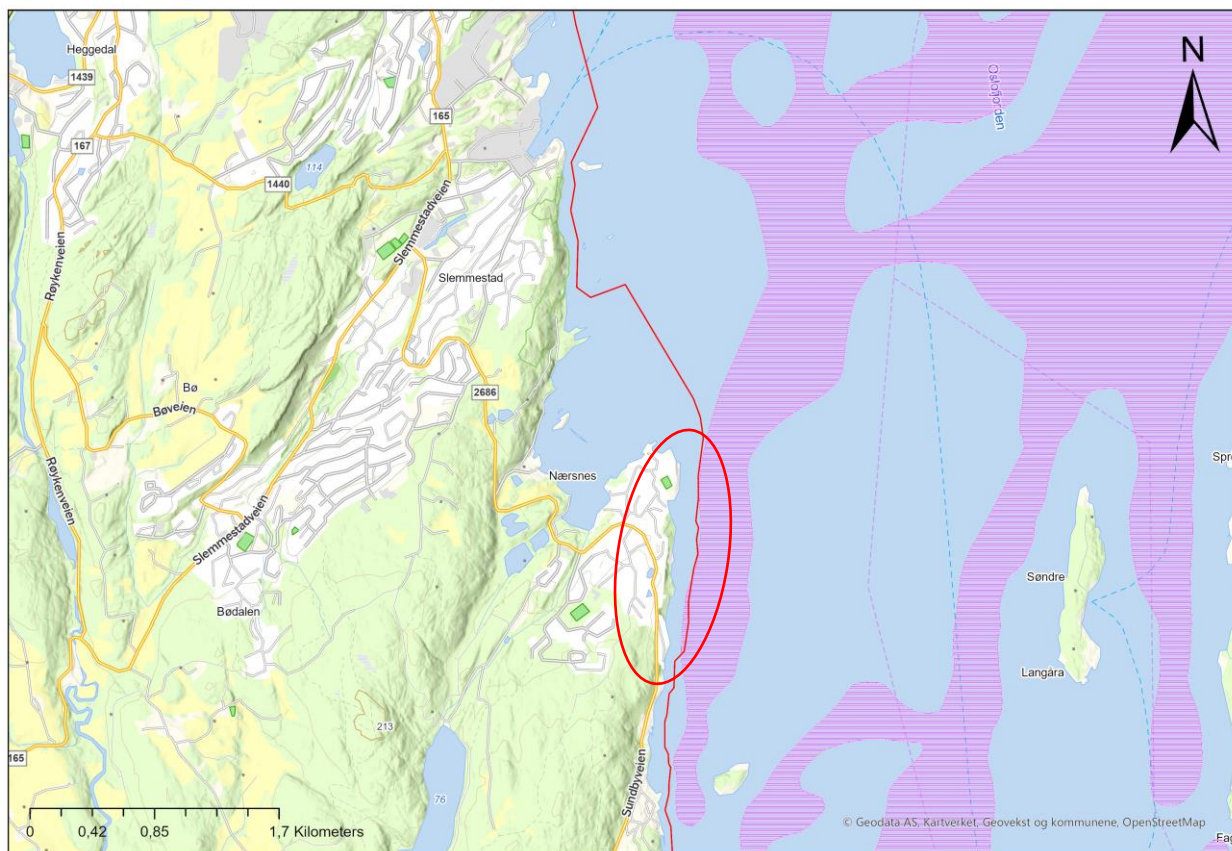 Heggedal
1439
167
165
1440
114
N
Oslofjorden
Røykenveien
Slemmestadveien
Slemmestad
Bø
Bøveien
2686
Røykenveien
Nærsnes
Slemmestadveien
Bødalen
Søndre
Langåra
213
165
76
Sundbyveien
0 0,42 0,85 1,7 Kilometers
© Geodata AS, Kartverket, Geovekst og kommunene, OpenStreetMap